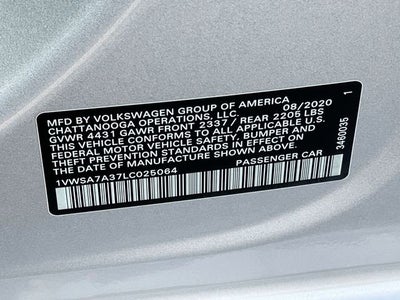 MFD BY VOLKSWAGEN GROUP OF AMERICA
CHATTANOOGA OPERATIONS, LLC. 08/2020
GVWR 4431 GAWR FRONT 2337 / REAR 2205 LBS
THIS VEHICLE CONFORMS TO ALL APPLICABLE U.S.
FEDERAL MOTOR VEHICLE SAFETY, BUMPER AND
THEFT PREVENTION STANDARDS IN EFFECT ON
THE DATE OF MANUFACTURE SHOWN ABOVE.
1VWSA7A37LC025064 PASSENGER CAR
3460035 1